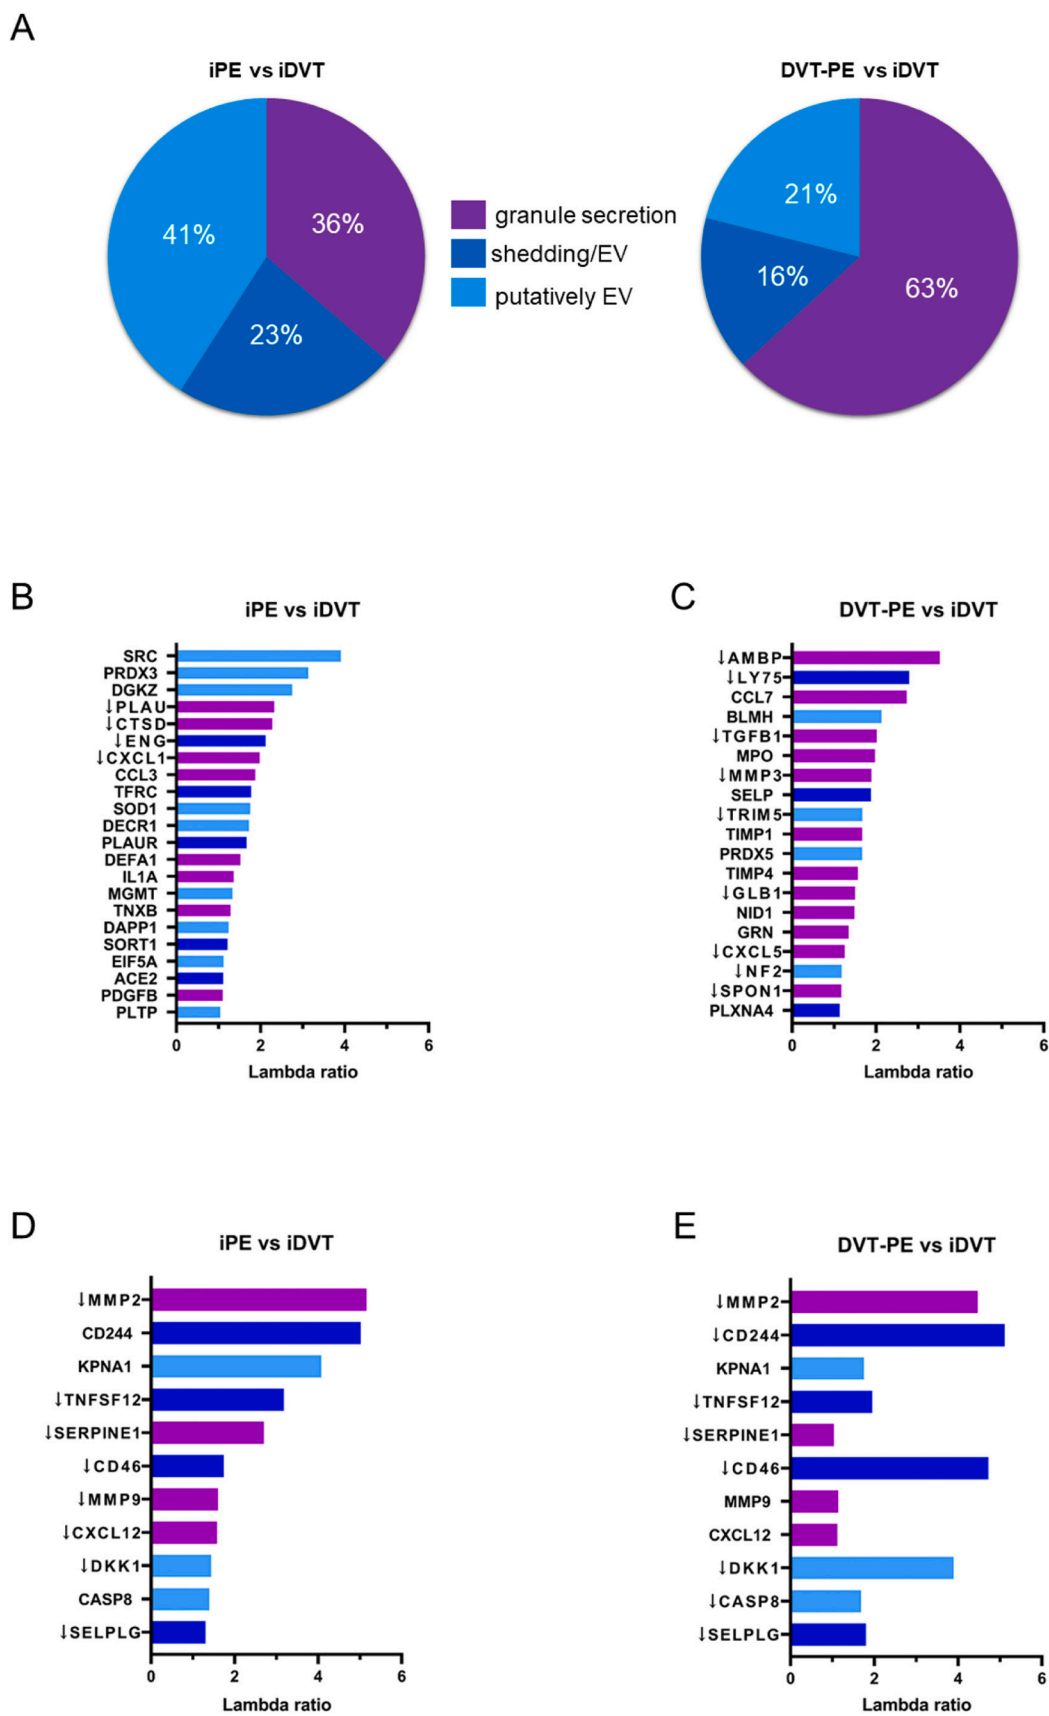 A
iPE vs iDVT
DVT-PE vs iDVT
41%
36%
23%
granule secretion
shedding/EV
putatively EV
21%
16%
63%
B
iPE vs iDVT
SRC
PRDX3
DGKZ
↓PLAU
↓CTSD
↓ENG
↓CXCL1
CCL3
TFRC
SOD1
DECR1
PLAUR
DEFA1
IL1A
MGMT
TNXB
DAPP1
SORT1
EIF5A
ACE2
PDGFB
PLTP
0 2 4 6
Lambda ratio
C
DVT-PE vs iDVT
↓AMBP
↓LY75
CCL7
BLMH
↓TGFB1
MPO
↓MMP3
SELP
↓TRIM5
TIMP1
PRDX5
TIMP4
↓GLB1
NID1
GRN
↓CXCL5
↓NF2
↓SPON1
PLXNA4
0 2 4 6
Lambda ratio
D
iPE vs iDVT
↓MMP2
CD244
KPNA1
↓TNFSF12
↓SERPINE1
↓CD46
↓MMP9
↓CXCL12
↓DKK1
CASP8
↓SELPLG
0 2 4 6
Lambda ratio
E
DVT-PE vs iDVT
↓MMP2
↓CD244
KPNA1
↓TNFSF12
↓SERPINE1
↓CD46
MMP9
CXCL12
↓DKK1
↓CASP8
↓SELPLG
0 2 4 6
Lambda ratio